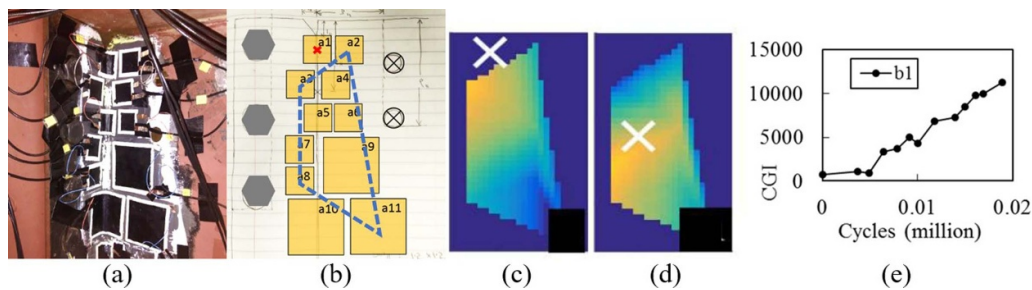 a1 a2
a3 a4
a5 a6
a7 a9
a8
a10 a11
15000
10000
5000
0
CGI
b1
0 0.01 0.02
Cycles (million)
(a) (b) (c) (d) (e)